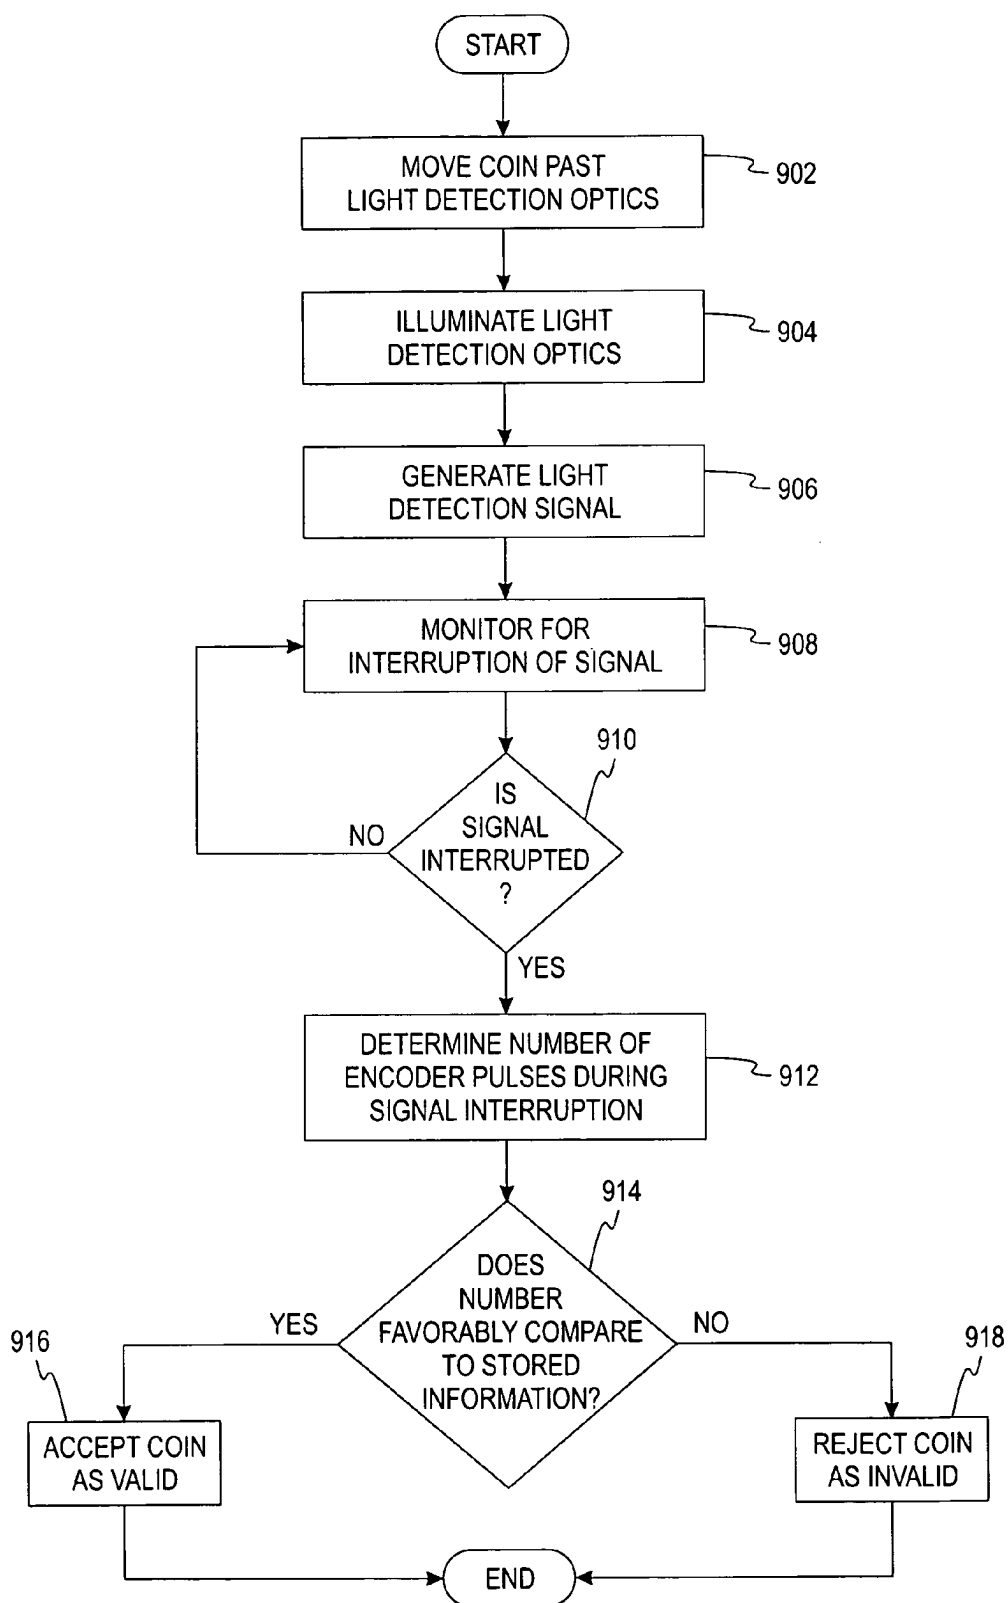 START
MOVE COIN PAST
LIGHT DETECTION OPTICS
902
ILLUMINATE LIGHT
DETECTION OPTICS
904
GENERATE LIGHT
DETECTION SIGNAL
906
MONITOR FOR
INTERRUPTION OF SIGNAL
908
910
IS
SIGNAL
INTERRUPTED
?
NO
YES
DETERMINE NUMBER OF
ENCODER PULSES DURING
SIGNAL INTERRUPTION
912
914
DOES
NUMBER
FAVORABLY COMPARE
TO STORED
INFORMATION?
YES
NO
916
ACCEPT COIN
AS VALID
918
REJECT COIN
AS INVALID
END